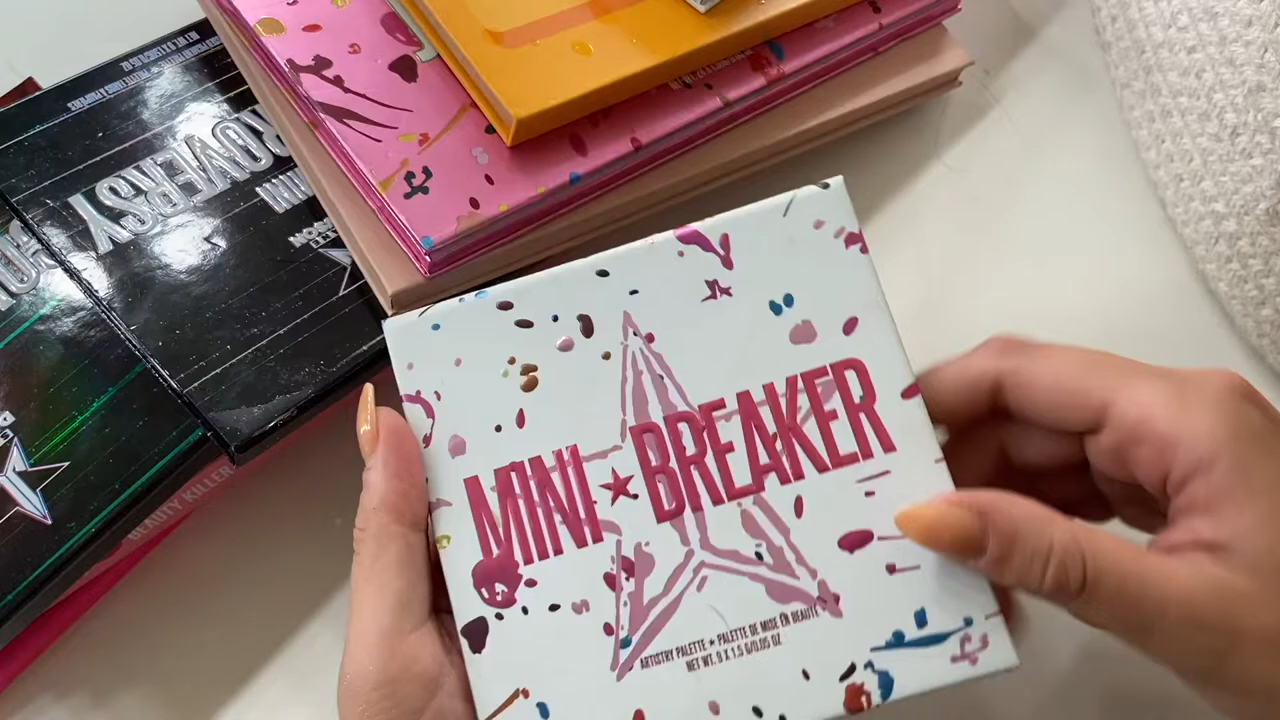 ROVERSY
MINI
BEAUTY KILLER
MINI ★ BREAKER
ARTISTRY PALETTE ★ PALETTE DE MISE EN BEAUTÉ
NET WT. 9 X 1.5 G/0.05 OZ